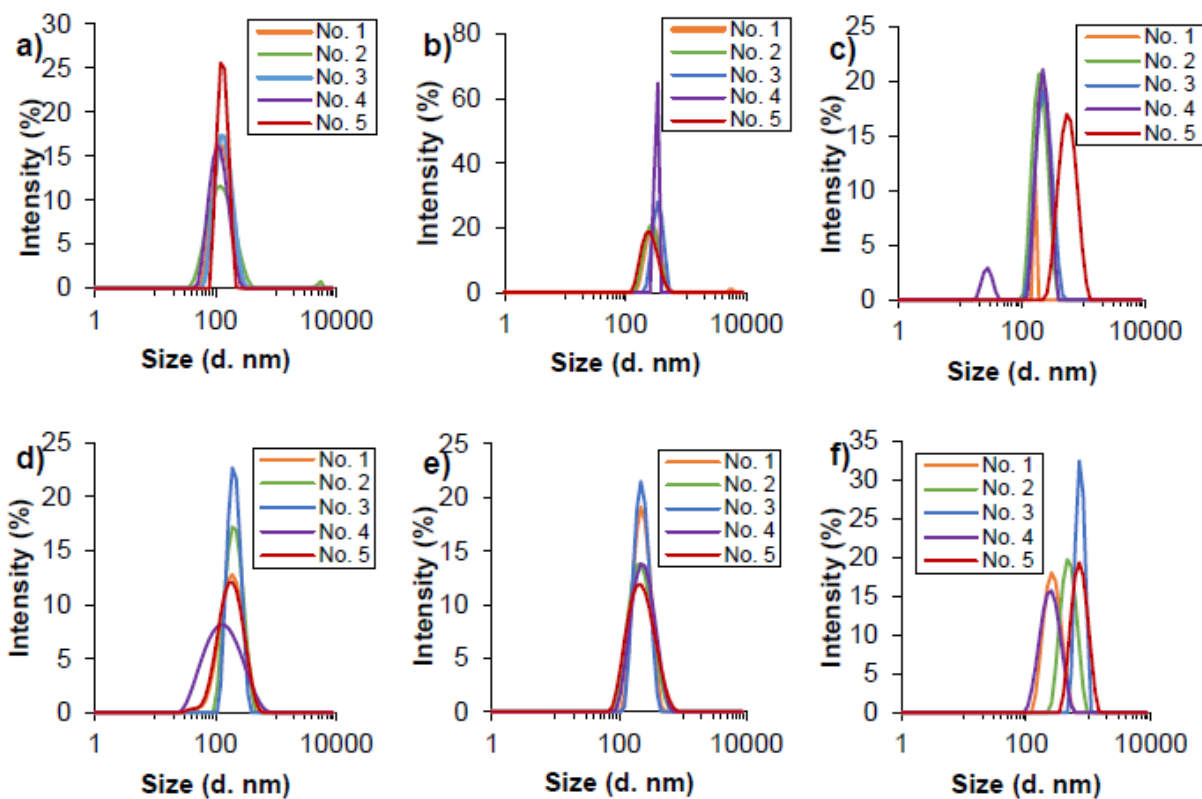 a)
30
25
20
15
10
5
0
Intensity (%)
1
100
10000
Size (d. nm)
No. 1
No. 2
No. 3
No. 4
No. 5
b)
80
60
40
20
0
Intensity (%)
1
100
10000
Size (d. nm)
No. 1
No. 2
No. 3
No. 4
No. 5
c)
25
20
15
10
5
0
Intensity (%)
1
100
10000
Size (d. nm)
No. 1
No. 2
No. 3
No. 4
No. 5
d)
25
20
15
10
5
0
Intensity (%)
1
100
10000
Size (d. nm)
No. 1
No. 2
No. 3
No. 4
No. 5
e)
25
20
15
10
5
0
Intensity (%)
1
100
10000
Size (d. nm)
No. 1
No. 2
No. 3
No. 4
No. 5
f)
35
30
25
20
15
10
5
0
Intensity (%)
1
100
10000
Size (d. nm)
No. 1
No. 2
No. 3
No. 4
No. 5